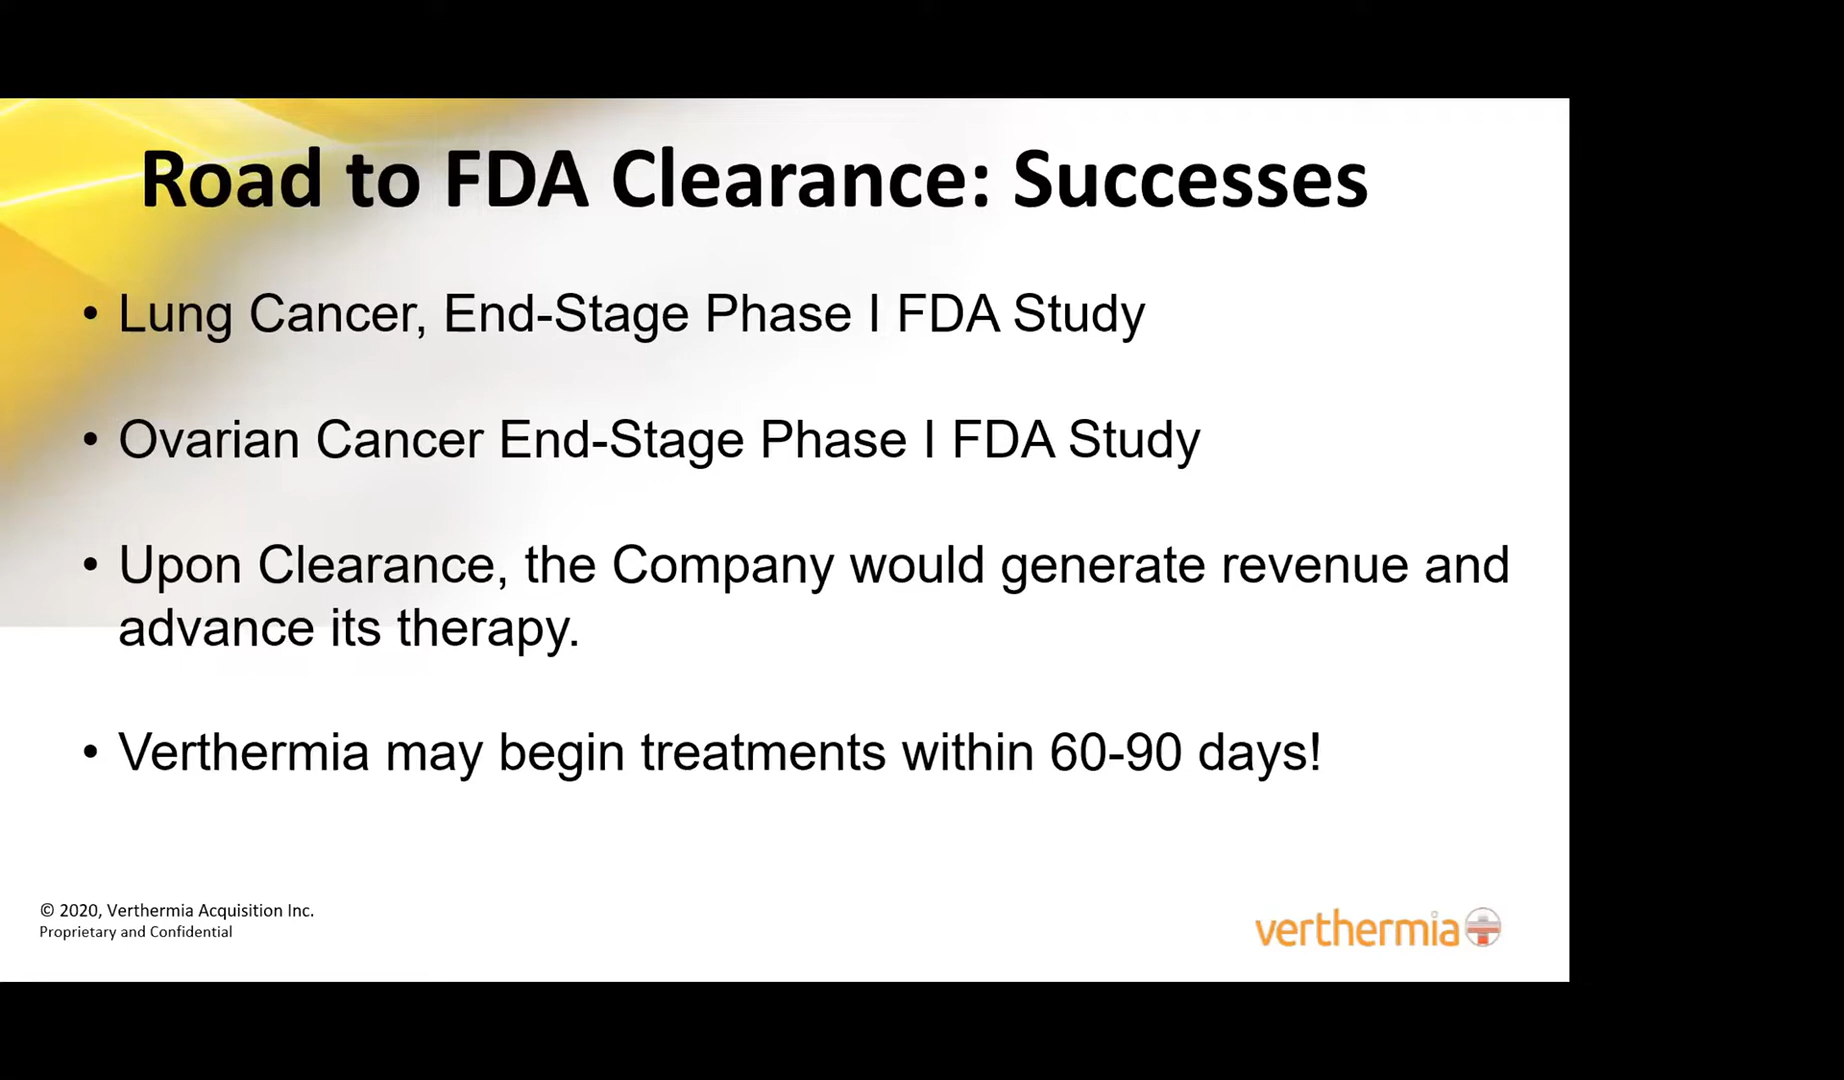 Road to FDA Clearance: Successes
• Lung Cancer, End-Stage Phase I FDA Study
• Ovarian Cancer End-Stage Phase I FDA Study
• Upon Clearance, the Company would generate revenue and
advance its therapy.
• Verthermia may begin treatments within 60-90 days!
© 2020, Verthermia Acquisition Inc.
Proprietary and Confidential
verthermia